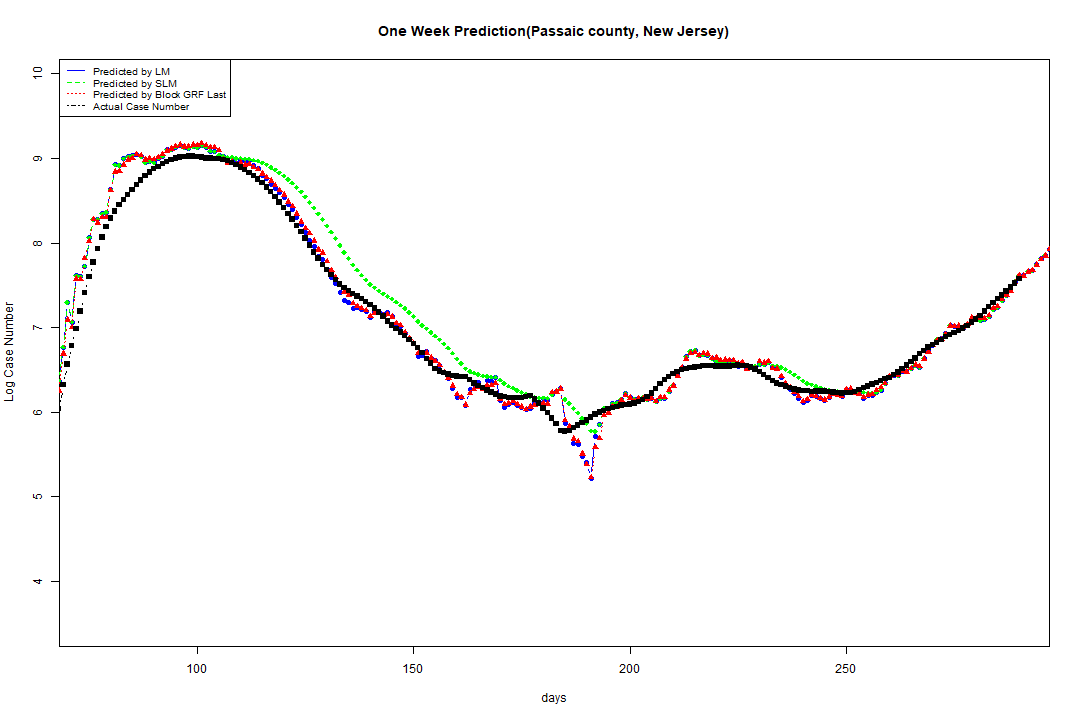 One Week Prediction(Passaic county, New Jersey)
Predicted by LM
Predicted by SLM
Predicted by Block GRF Last
Actual Case Number
10
9
8
7
6
5
4
Log Case Number
100 150 200 250
days